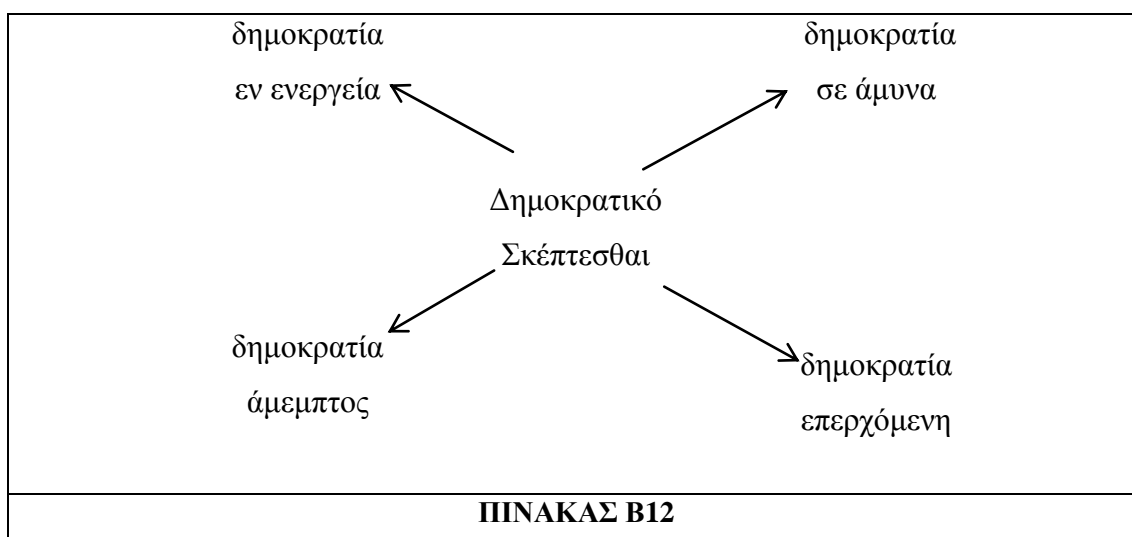 δημοκρατία
εν ενεργεία
δημοκρατία
σε άμυνα
Δημοκρατικό
Σκέπτεσθαι
δημοκρατία
άμεμπτος
δημοκρατία
επερχόμενη
ΠΙΝΑΚΑΣ Β12